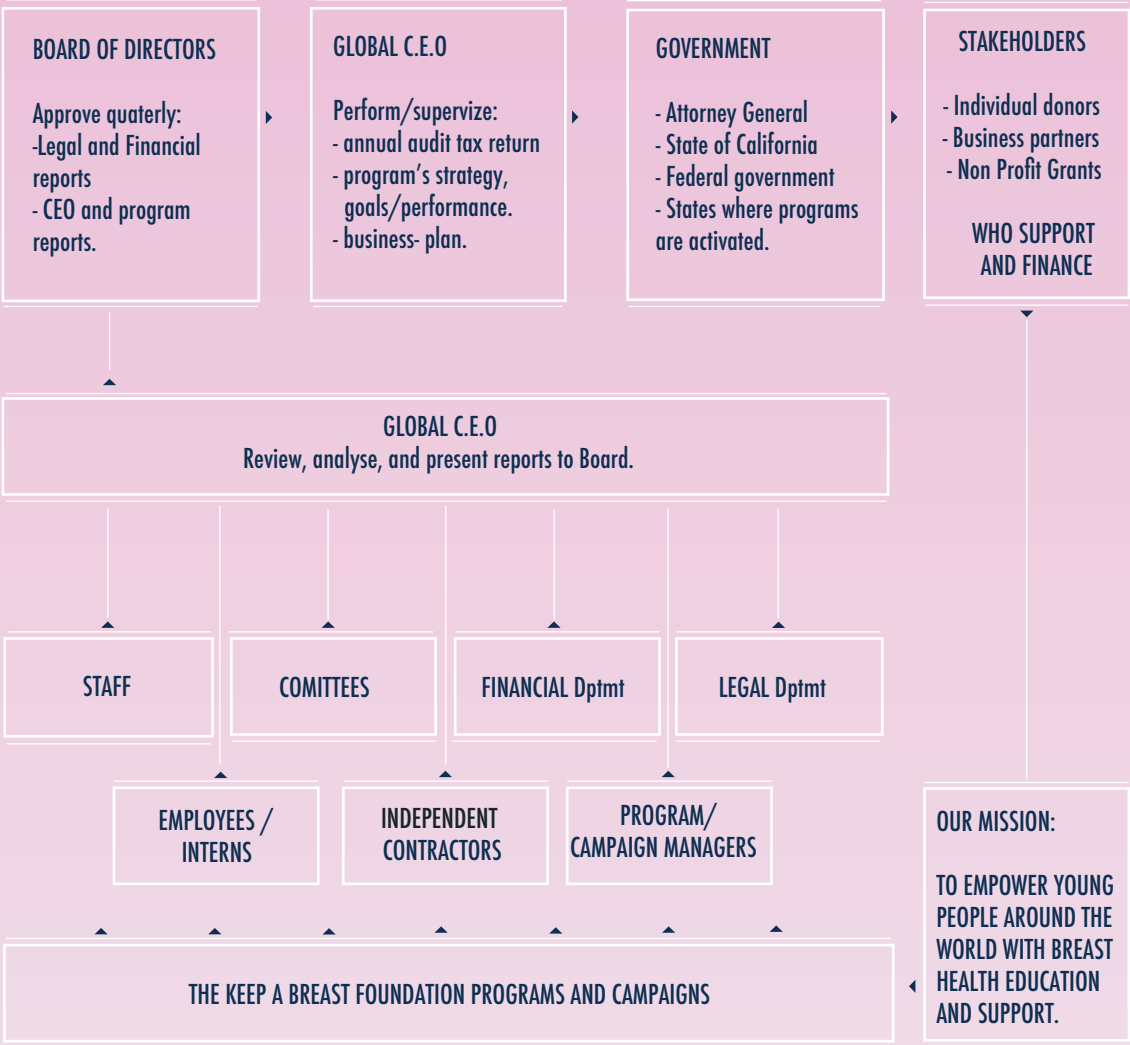 BOARD OF DIRECTORS
Approve quaterly:
-Legal and Financial
reports
- CEO and program
reports.
GLOBAL C.E.O
Perform/supervize:
- annual audit tax return
- program's strategy,
goals/performance.
- business- plan.
GOVERNMENT
- Attorney General
- State of California
- Federal government
- States where programs
are activated.
STAKEHOLDERS
- Individual donors
- Business partners
- Non Profit Grants
WHO SUPPORT
AND FINANCE
GLOBAL C.E.O
Review, analyse, and present reports to Board.
STAFF
COMITTEES
FINANCIAL Dptmt
LEGAL Dptmt
EMPLOYEES /
INTERNS
INDEPENDENT
CONTRACTORS
PROGRAM/
CAMPAIGN MANAGERS
OUR MISSION:
TO EMPOWER YOUNG
PEOPLE AROUND THE
WORLD WITH BREAST
HEALTH EDUCATION
AND SUPPORT.
THE KEEP A BREAST FOUNDATION PROGRAMS AND CAMPAIGNS